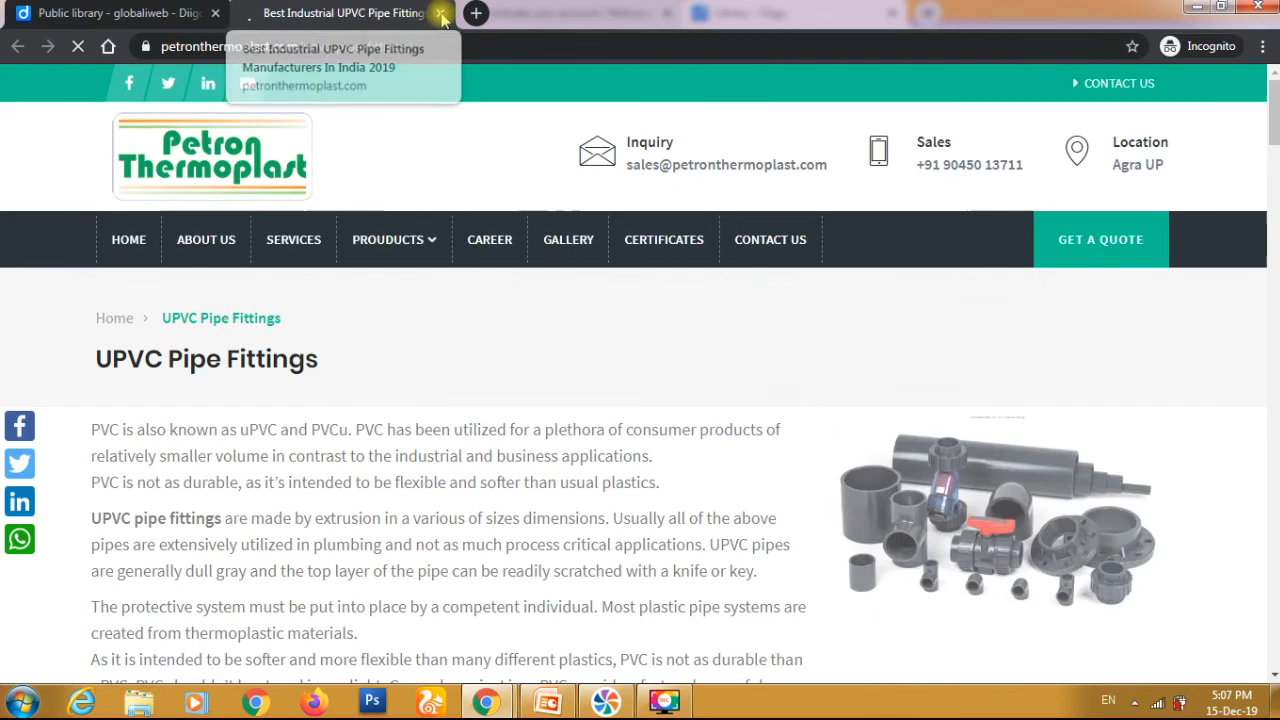 Public library - globaliweb - Diigo
Best Industrial UPVC Pipe Fitting
petrontherm
Incognito
Best Industrial UPVC Pipe Fittings
Manufacturers In India 2019
petronthermoplast.com
CONTACT US
Petron
Thermoplast
Inquiry
sales@petronthermoplast.com
Sales
+91 90450 13711
Location
Agra UP
HOME
ABOUT US
SERVICES
PROUDUCTS
CAREER
GALLERY
CERTIFICATES
CONTACT US
GET A QUOTE
Home › UPVC Pipe Fittings
UPVC Pipe Fittings
PVC is also known as uPVC and PVCu. PVC has been utilized for a plethora of consumer products of
relatively smaller volume in contrast to the industrial and business applications.
PVC is not as durable, as it's intended to be flexible and softer than usual plastics.
UPVC pipe fittings are made by extrusion in a various of sizes dimensions. Usually all of the above
pipes are extensively utilized in plumbing and not as much process critical applications. UPVC pipes
are generally dull gray and the top layer of the pipe can be readily scratched with a knife or key.
The protective system must be put into place by a competent individual. Most plastic pipe systems are
created from thermoplastic materials.
As it is intended to be softer and more flexible than many different plastics, PVC is not as durable than
Ps
EN
5:07 PM
15-Dec-19